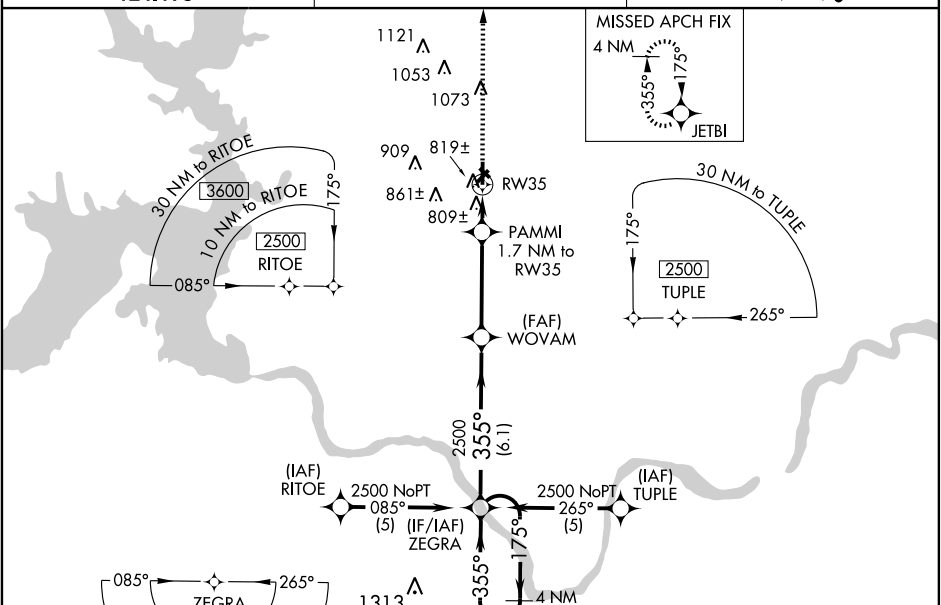 MISSED APCH FIX
4 NM
355°
175°
JETBI
1121
1053
1073
819±
909
861±
809±
RW35
PAMMI
1.7 NM to
RW35
30 NM to RITOE
3600
10 NM to RITOE
175°
2500
RITOE
085°
30 NM to TUPLE
175°
2500
TUPLE
265°
(FAF)
WOVAM
2500
355°
(6.1)
(IAF)
RITOE
2500 NoPT
085°
(5)
(IF/IAF)
ZEGRA
2500 NoPT
265°
(5)
(IAF)
TUPLE
175°
355°
4 NM
085°
265°
ZEGRA
1313